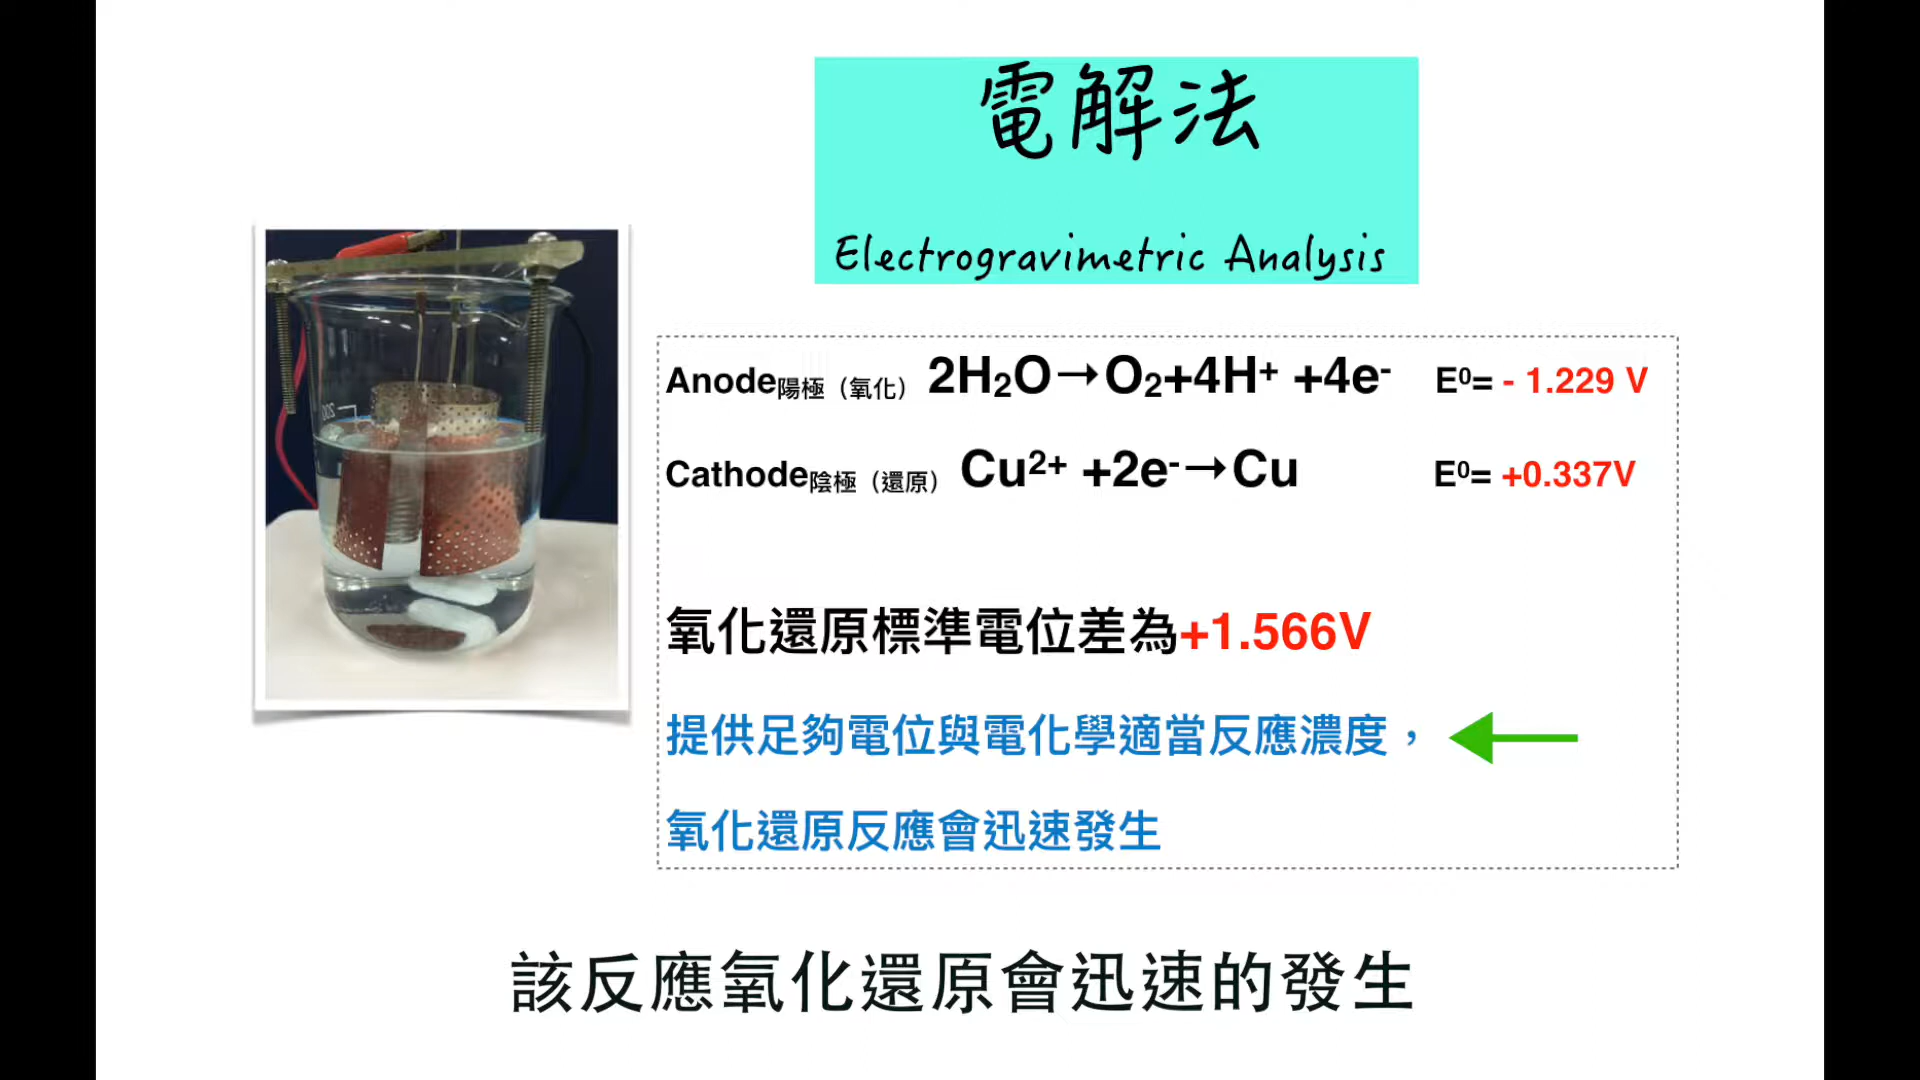 電解法
Electrogravimetric Analysis
200
Anode陽極（氧化） 2H₂O→O₂+4H⁺ +4e⁻ E⁰= - 1.229 V
Cathode陰極（還原） Cu²⁺ +2e⁻→Cu E⁰= +0.337V
氧化還原標準電位差為+1.566V
提供足夠電位與電化學適當反應濃度，
氧化還原反應會迅速發生
該反應氧化還原會迅速的發生